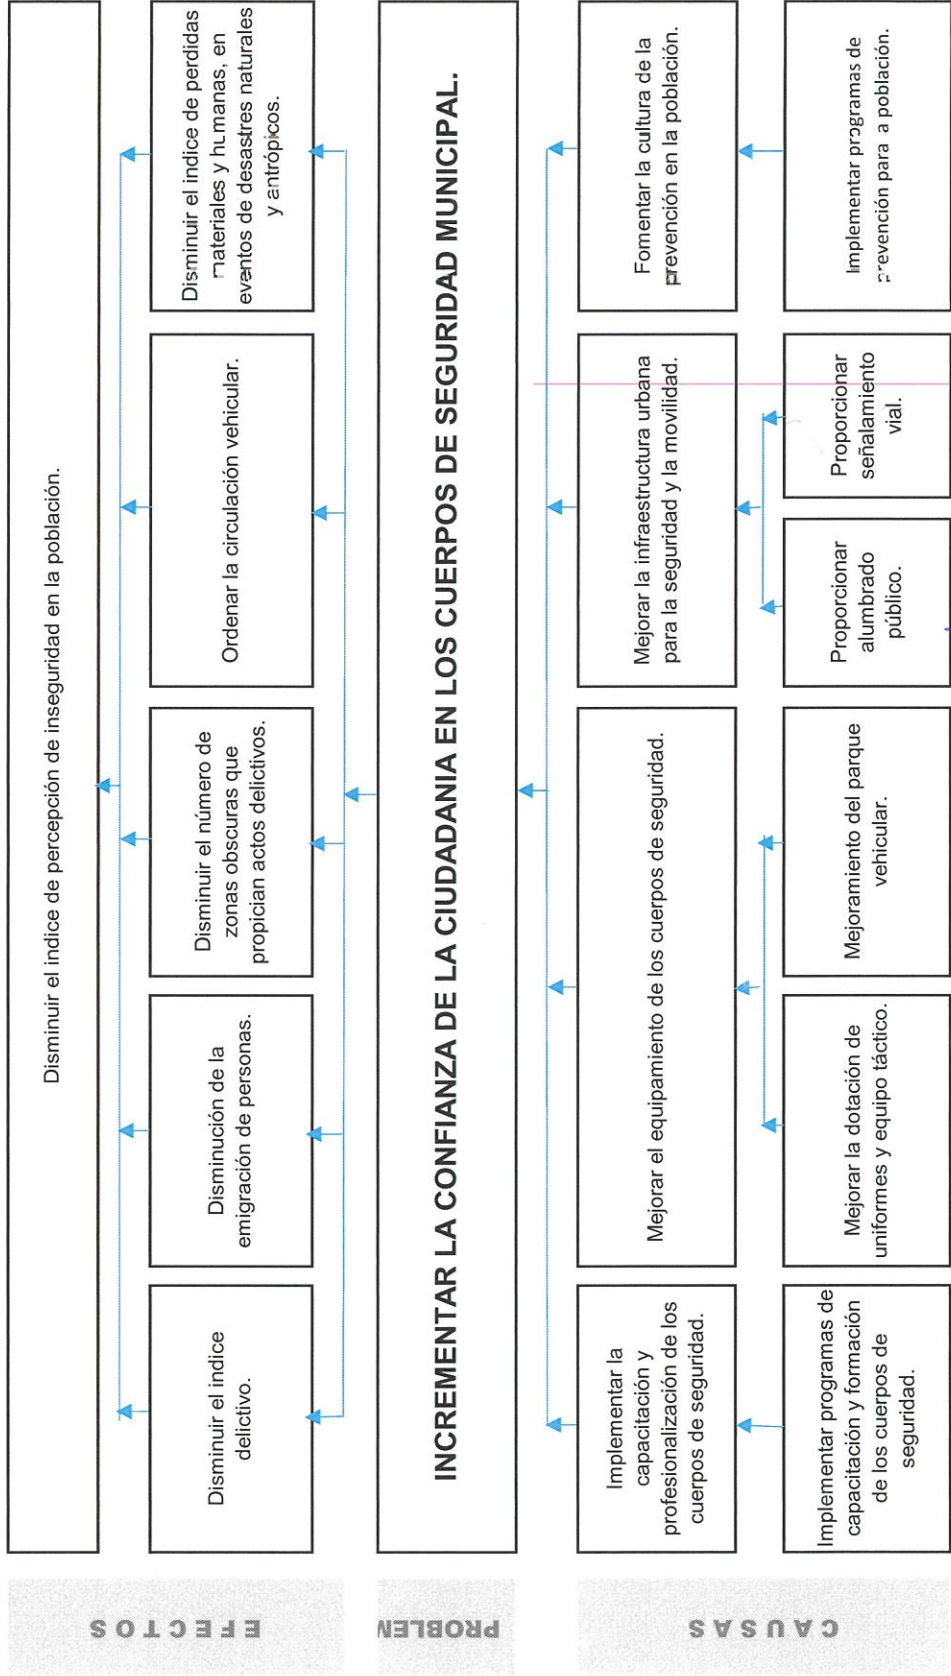 EFECTOS
Disminuir el indice de percepción de inseguridad en la población.
Disminuir el indice
delictivo.
Disminución de la
emigración de personas.
Disminuir el número de
zonas obscuras que
propician actos delictivos.
Ordenar la circulación vehicular.
Disminuir el indice de perdidas
materiales y humanas, en
eventos de desastres naturales
y antrópicos.
PROBLEM
INCREMENTAR LA CONFIANZA DE LA CIUDADANIA EN LOS CUERPOS DE SEGURIDAD MUNICIPAL.
CAUSAS
Implementar la
capacitación y
profesionalización de los
cuerpos de seguridad.
Mejorar el equipamiento de los cuerpos de seguridad.
Mejorar la infraestructura urbana
para la seguridad y la movilidad.
Fomentar la cultura de la
prevención en la población.
Implementar programas de
capacitación y formación
de los cuerpos de
seguridad.
Mejorar la dotación de
uniformes y equipo táctico.
Mejoramiento del parque
vehicular.
Proporcionar
alumbrado
público.
Proporcionar
señalamiento
vial.
Implementar programas de
prevención para a población.